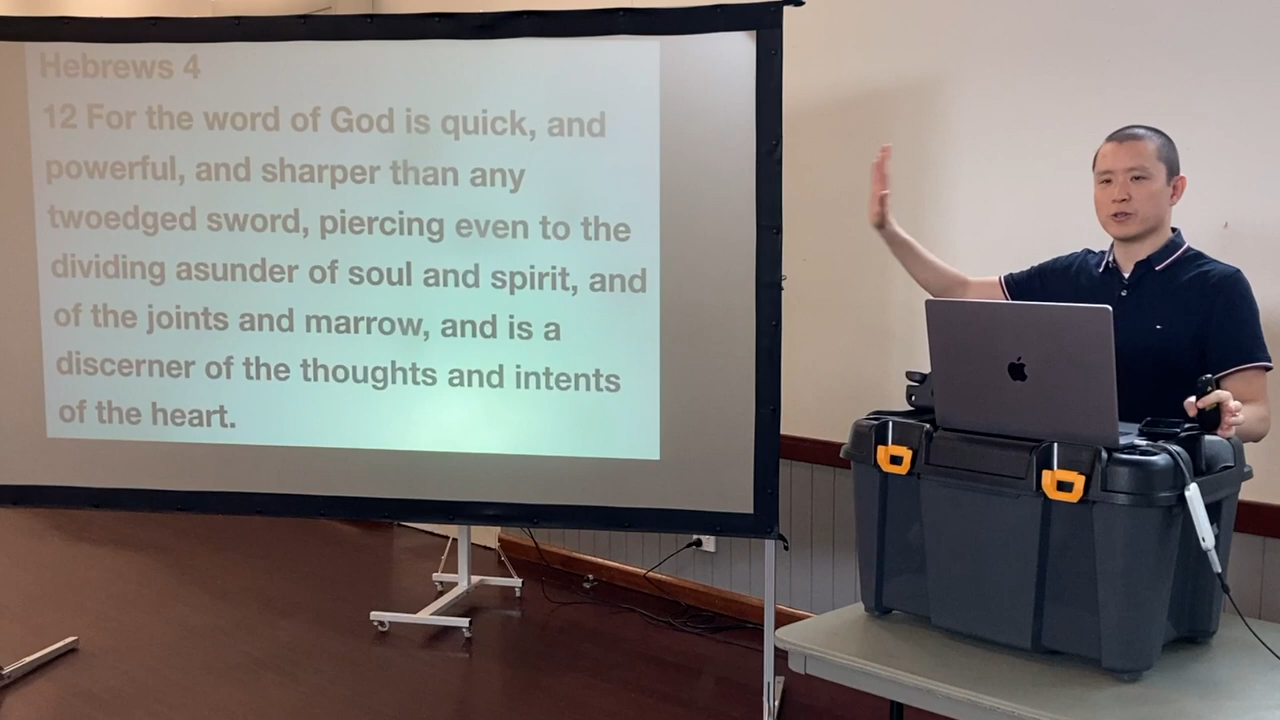 Hebrews 4
12 For the word of God is quick, and
powerful, and sharper than any
twoedged sword, piercing even to the
dividing asunder of soul and spirit, and
of the joints and marrow, and is a
discerner of the thoughts and intents
of the heart.